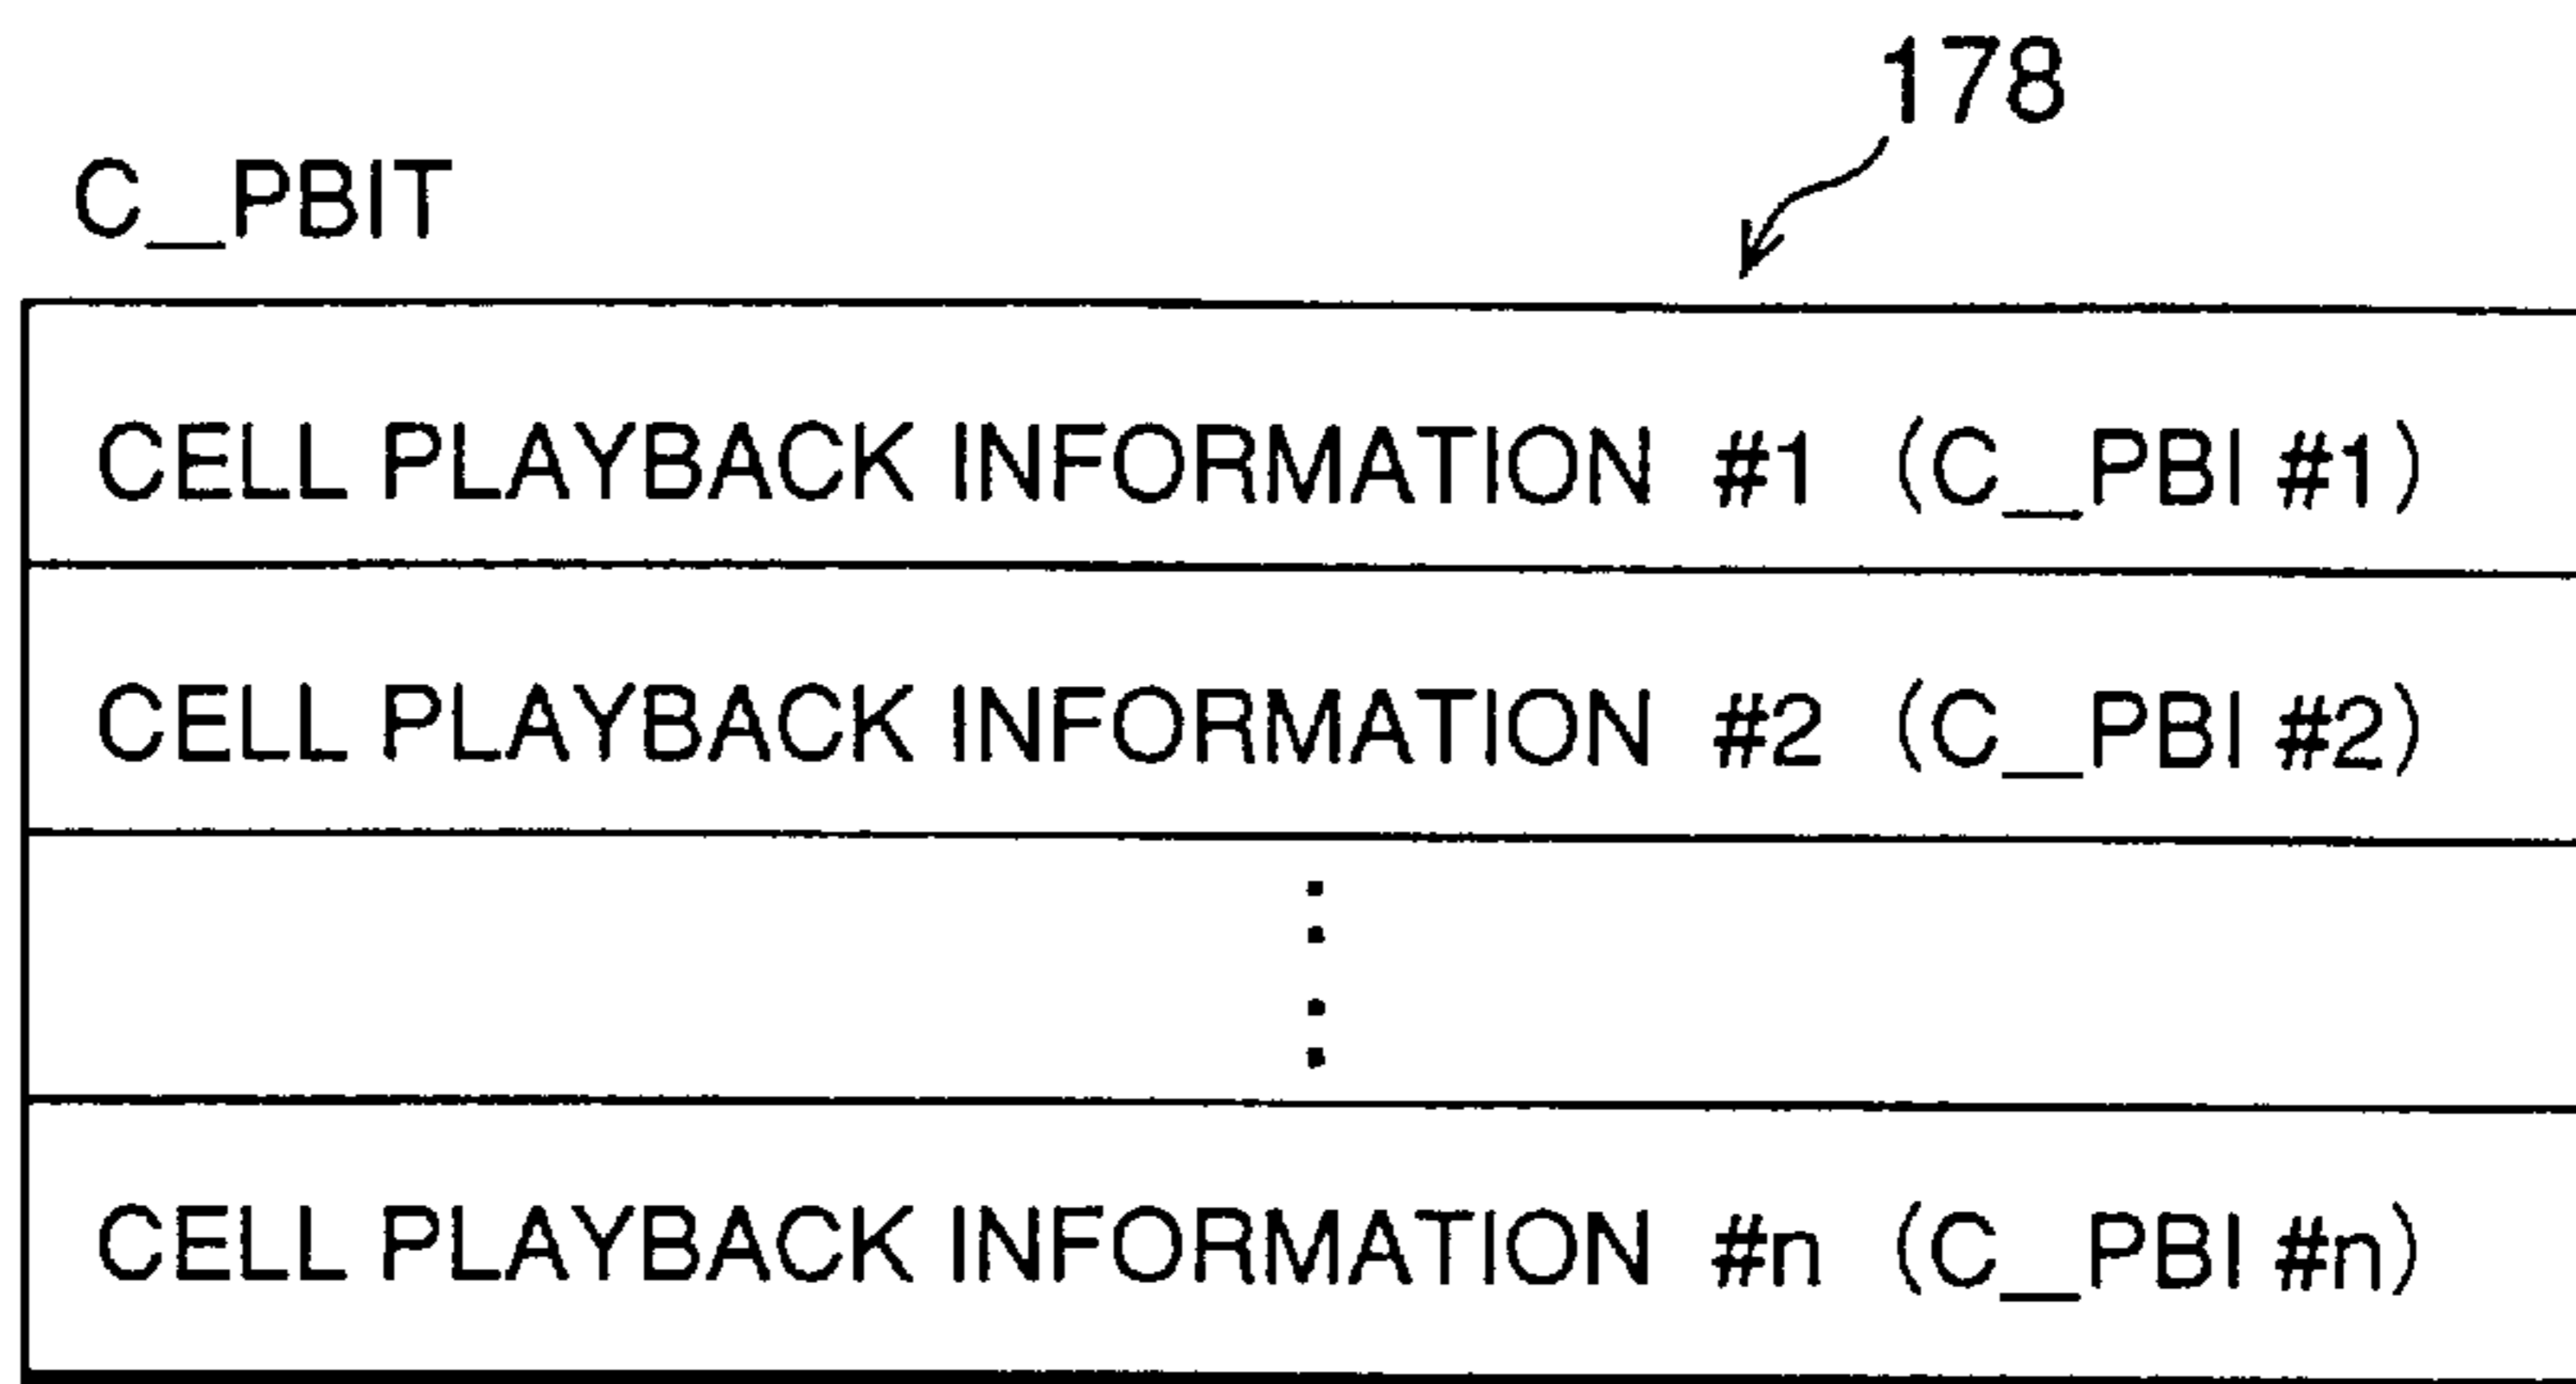 178
C_PBIT
CELL PLAYBACK INFORMATION #1 (C_PBI #1)
CELL PLAYBACK INFORMATION #2 (C_PBI #2)
CELL PLAYBACK INFORMATION #n (C_PBI #n)